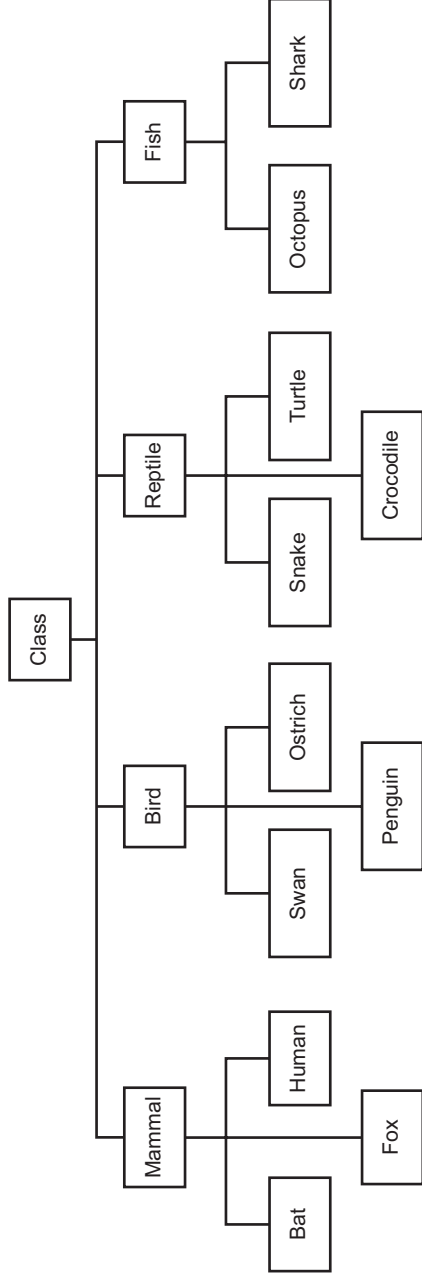 Class
Mammal
Bird
Reptile
Fish
Bat
Human
Swan
Ostrich
Snake
Turtle
Octopus
Shark
Fox
Penguin
Crocodile